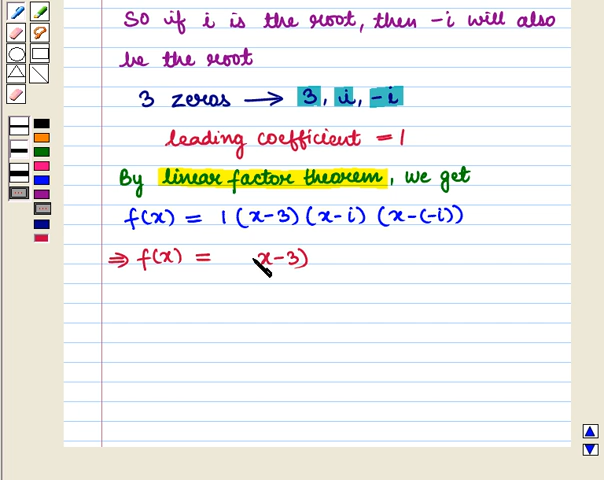 So if i is the root, then -i will also
be the root
3 zeros → 3, i, -i
leading coefficient = 1
By linear factor theorem, we get
f(x) = 1(x-3)(x-i)(x-(-i))
⇒ f(x) = x-3)